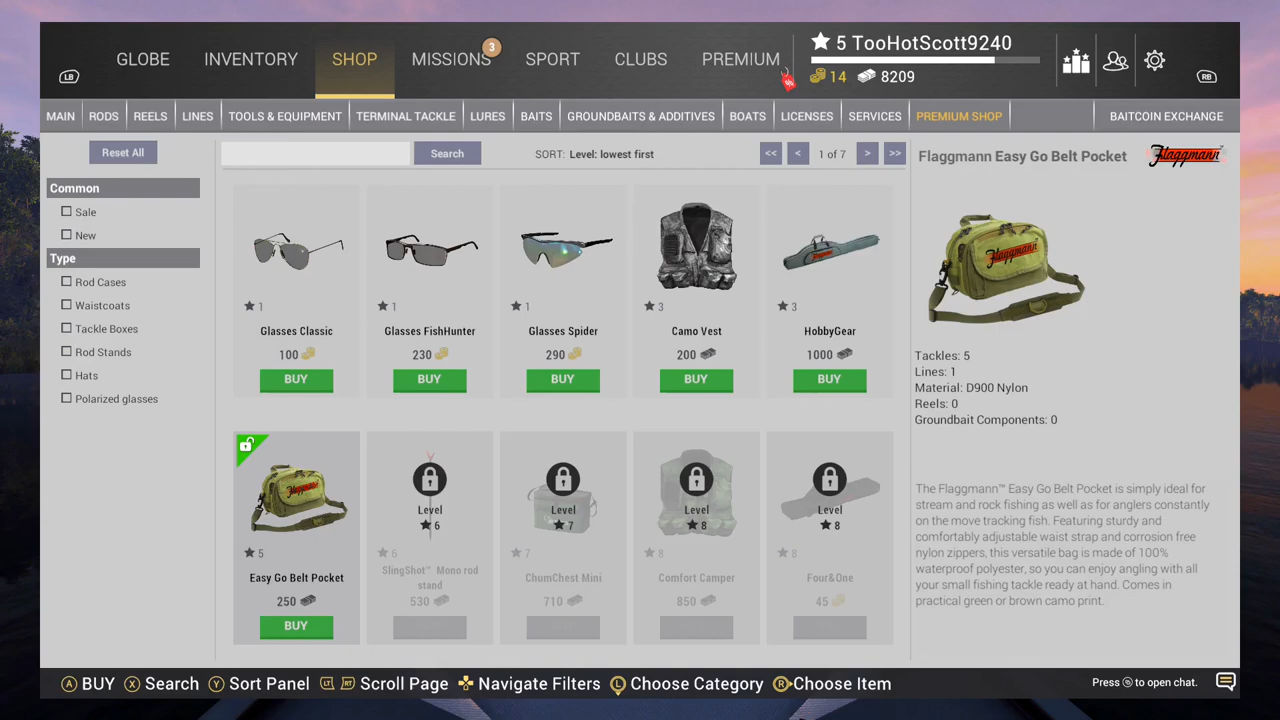 GLOBE INVENTORY SHOP MISSIONS 3 SPORT CLUBS PREMIUM %
5 TooHotScott9240
14 8209
LB RB
MAIN RODS REELS LINES TOOLS & EQUIPMENT TERMINAL TACKLE LURES BAITS GROUNDBAITS & ADDITIVES BOATS LICENSES SERVICES PREMIUM SHOP BAITCOIN EXCHANGE
Reset All
Search SORT: Level: lowest first << < 1 of 7 > >>
Common
Sale
New
Type
Rod Cases
Waistcoats
Tackle Boxes
Rod Stands
Hats
Polarized glasses
1 1 1 3 3
Glasses Classic Glasses FishHunter Glasses Spider Camo Vest HobbyGear
100 230 290 200 1000
BUY BUY BUY BUY BUY
Level Level Level Level
6 7 8 8
5 6 7 8 8
Easy Go Belt Pocket SlingShot™ Mono rod stand ChumChest Mini Comfort Camper Four&One
250 530 710 850 45
BUY
Flaggmann Easy Go Belt Pocket Flaggmann
Flaggmann
Tackles: 5
Lines: 1
Material: D900 Nylon
Reels: 0
Groundbait Components: 0
The Flaggmann™ Easy Go Belt Pocket is simply ideal for
stream and rock fishing as well as for anglers constantly
on the move tracking fish. Featuring sturdy and
comfortably adjustable waist strap and corrosion free
nylon zippers, this versatile bag is made of 100%
waterproof polyester, so you can enjoy angling with all
your small fishing tackle ready at hand. Comes in
practical green or brown camo print.
A BUY X Search Y Sort Panel LT RT Scroll Page Navigate Filters L Choose Category R Choose Item Press to open chat.